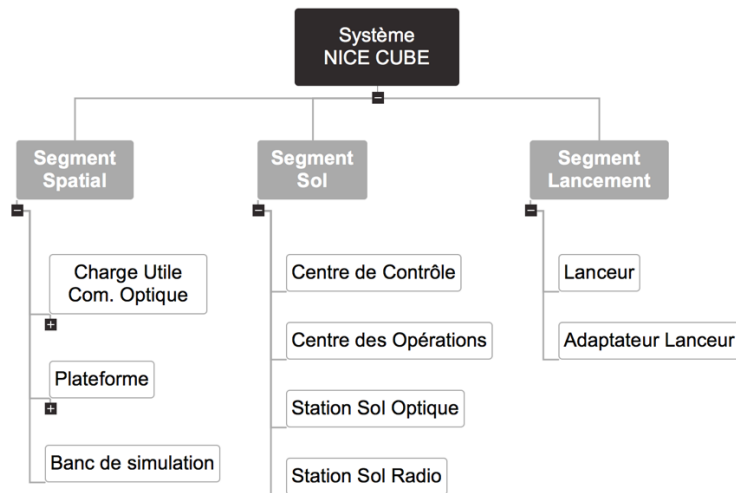 Système
NICE CUBE
Segment
Spatial
Segment
Sol
Segment
Lancement
Charge Utile
Com. Optique
Plateforme
Banc de simulation
Centre de Contrôle
Centre des Opérations
Station Sol Optique
Station Sol Radio
Lanceur
Adaptateur Lanceur